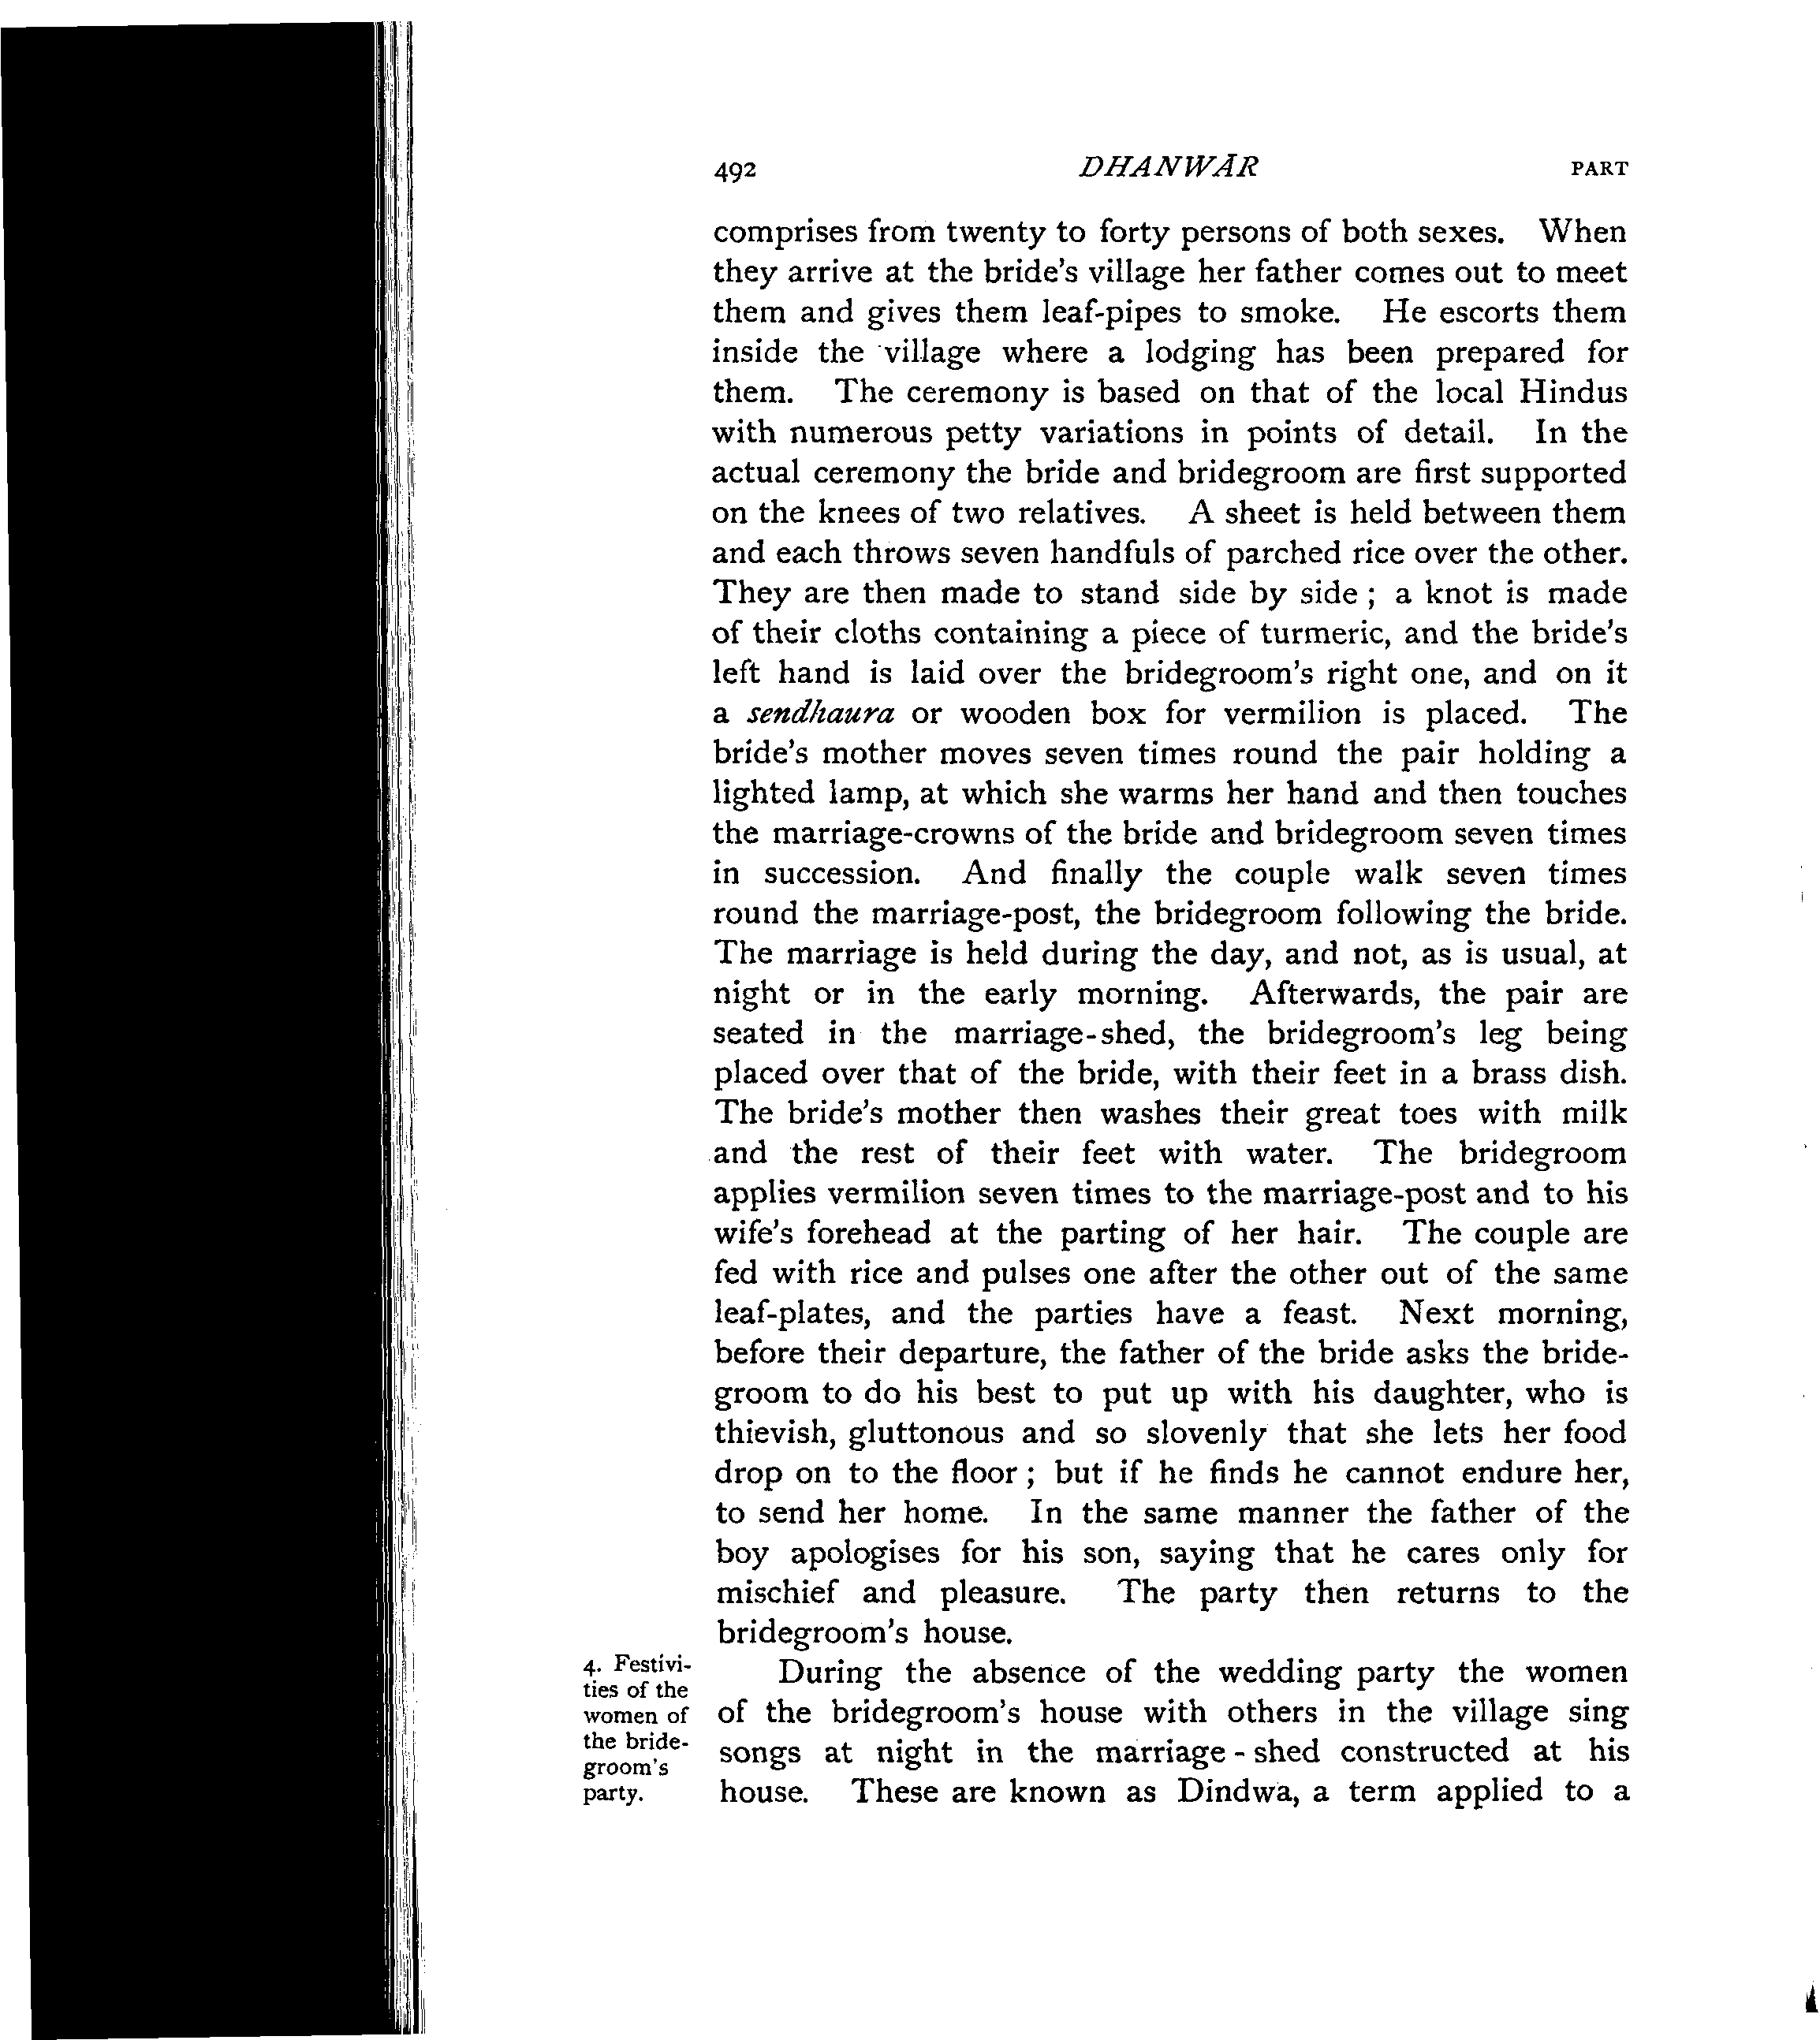 492 DHANWĀR PART
comprises from twenty to forty persons of both sexes. When
they arrive at the bride's village her father comes out to meet
them and gives them leaf-pipes to smoke. He escorts them
inside the village where a lodging has been prepared for
them. The ceremony is based on that of the local Hindus
with numerous petty variations in points of detail. In the
actual ceremony the bride and bridegroom are first supported
on the knees of two relatives. A sheet is held between them
and each throws seven handfuls of parched rice over the other.
They are then made to stand side by side ; a knot is made
of their cloths containing a piece of turmeric, and the bride's
left hand is laid over the bridegroom's right one, and on it
a sendhaura or wooden box for vermilion is placed. The
bride's mother moves seven times round the pair holding a
lighted lamp, at which she warms her hand and then touches
the marriage-crowns of the bride and bridegroom seven times
in succession. And finally the couple walk seven times
round the marriage-post, the bridegroom following the bride.
The marriage is held during the day, and not, as is usual, at
night or in the early morning. Afterwards, the pair are
seated in the marriage-shed, the bridegroom's leg being
placed over that of the bride, with their feet in a brass dish.
The bride's mother then washes their great toes with milk
and the rest of their feet with water. The bridegroom
applies vermilion seven times to the marriage-post and to his
wife's forehead at the parting of her hair. The couple are
fed with rice and pulses one after the other out of the same
leaf-plates, and the parties have a feast. Next morning,
before their departure, the father of the bride asks the bride-
groom to do his best to put up with his daughter, who is
thievish, gluttonous and so slovenly that she lets her food
drop on to the floor ; but if he finds he cannot endure her,
to send her home. In the same manner the father of the
boy apologises for his son, saying that he cares only for
mischief and pleasure. The party then returns to the
bridegroom's house.
4. Festivi-
ties of the
women of
the bride-
groom's
party.
During the absence of the wedding party the women
of the bridegroom's house with others in the village sing
songs at night in the marriage-shed constructed at his
house. These are known as Dindwa, a term applied to a